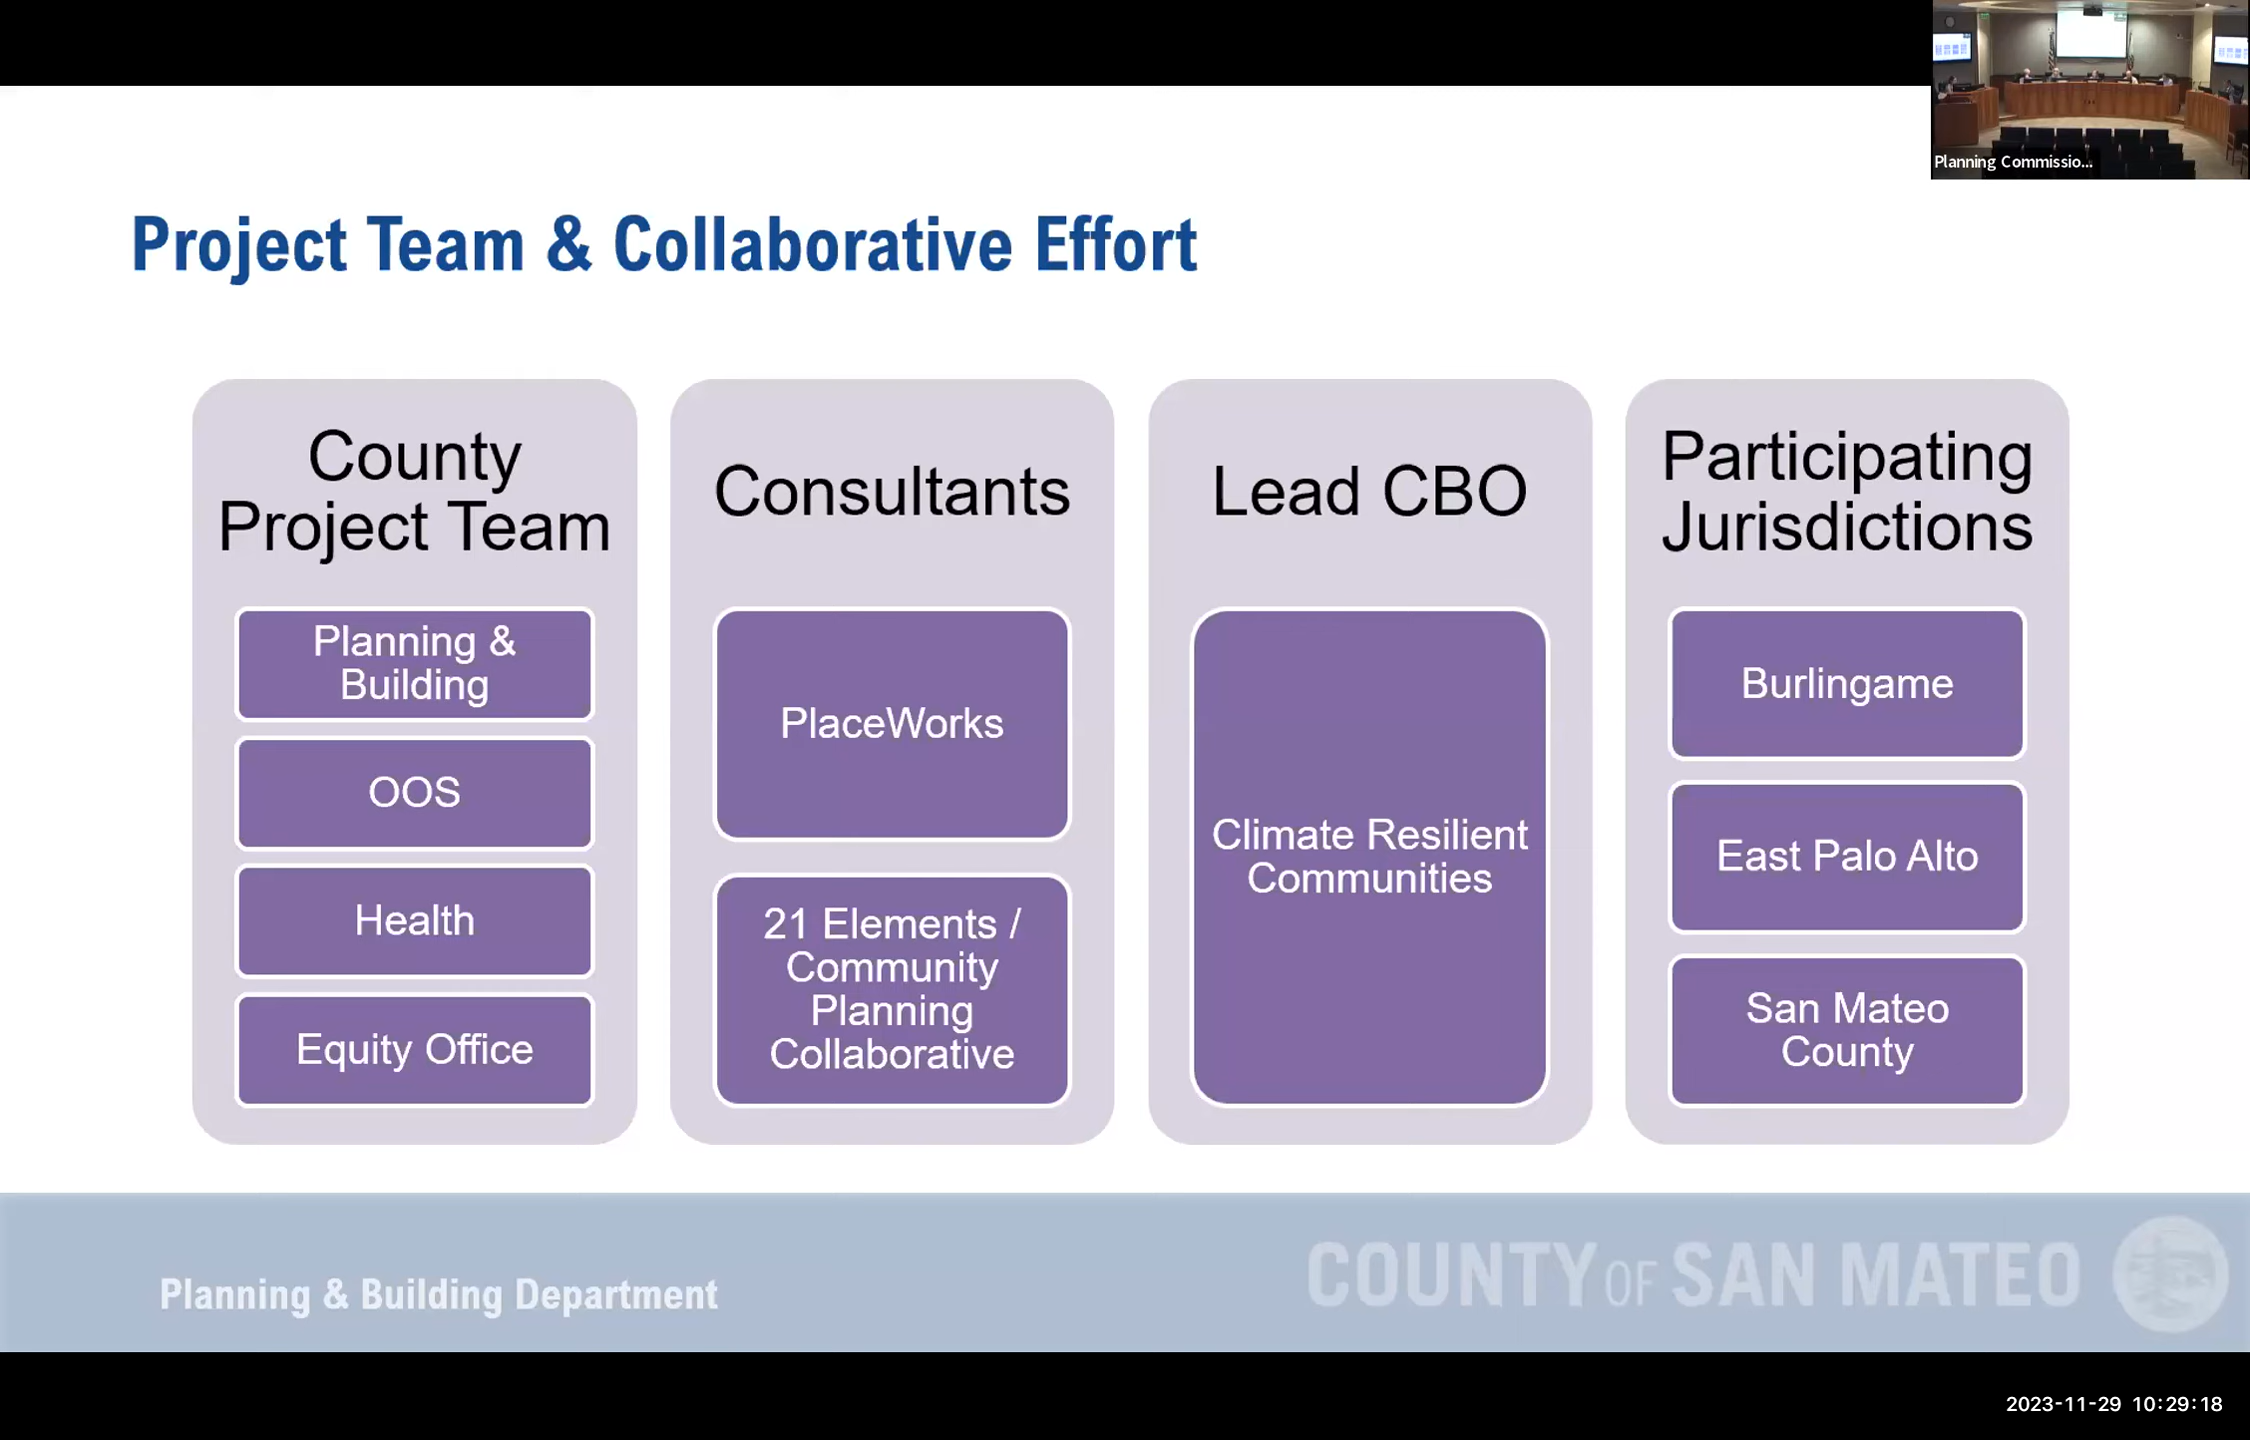 Planning Commissio...
Project Team & Collaborative Effort
County
Project Team
Planning &
Building
OOS
Health
Equity Office
Consultants
PlaceWorks
21 Elements /
Community
Planning
Collaborative
Lead CBO
Climate Resilient
Communities
Participating
Jurisdictions
Burlingame
East Palo Alto
San Mateo
County
Planning & Building Department
COUNTY OF SAN MATEO
2023-11-29 10:29:18